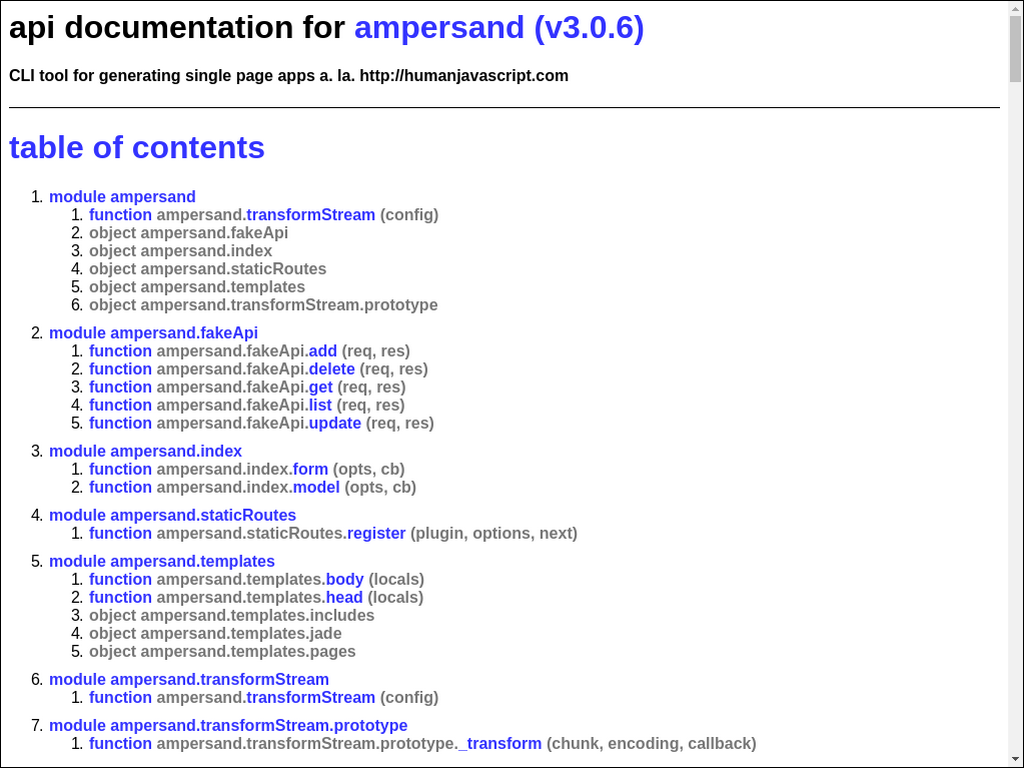 api documentation for ampersand (v3.0.6)
CLI tool for generating single page apps a. la. http://humanjavascript.com
table of contents
1. module ampersand
1. function ampersand.transformStream (config)
2. object ampersand.fakeApi
3. object ampersand.index
4. object ampersand.staticRoutes
5. object ampersand.templates
6. object ampersand.transformStream.prototype
2. module ampersand.fakeApi
1. function ampersand.fakeApi.add (req, res)
2. function ampersand.fakeApi.delete (req, res)
3. function ampersand.fakeApi.get (req, res)
4. function ampersand.fakeApi.list (req, res)
5. function ampersand.fakeApi.update (req, res)
3. module ampersand.index
1. function ampersand.index.form (opts, cb)
2. function ampersand.index.model (opts, cb)
4. module ampersand.staticRoutes
1. function ampersand.staticRoutes.register (plugin, options, next)
5. module ampersand.templates
1. function ampersand.templates.body (locals)
2. function ampersand.templates.head (locals)
3. object ampersand.templates.includes
4. object ampersand.templates.jade
5. object ampersand.templates.pages
6. module ampersand.transformStream
1. function ampersand.transformStream (config)
7. module ampersand.transformStream.prototype
1. function ampersand.transformStream.prototype._transform (chunk, encoding, callback)